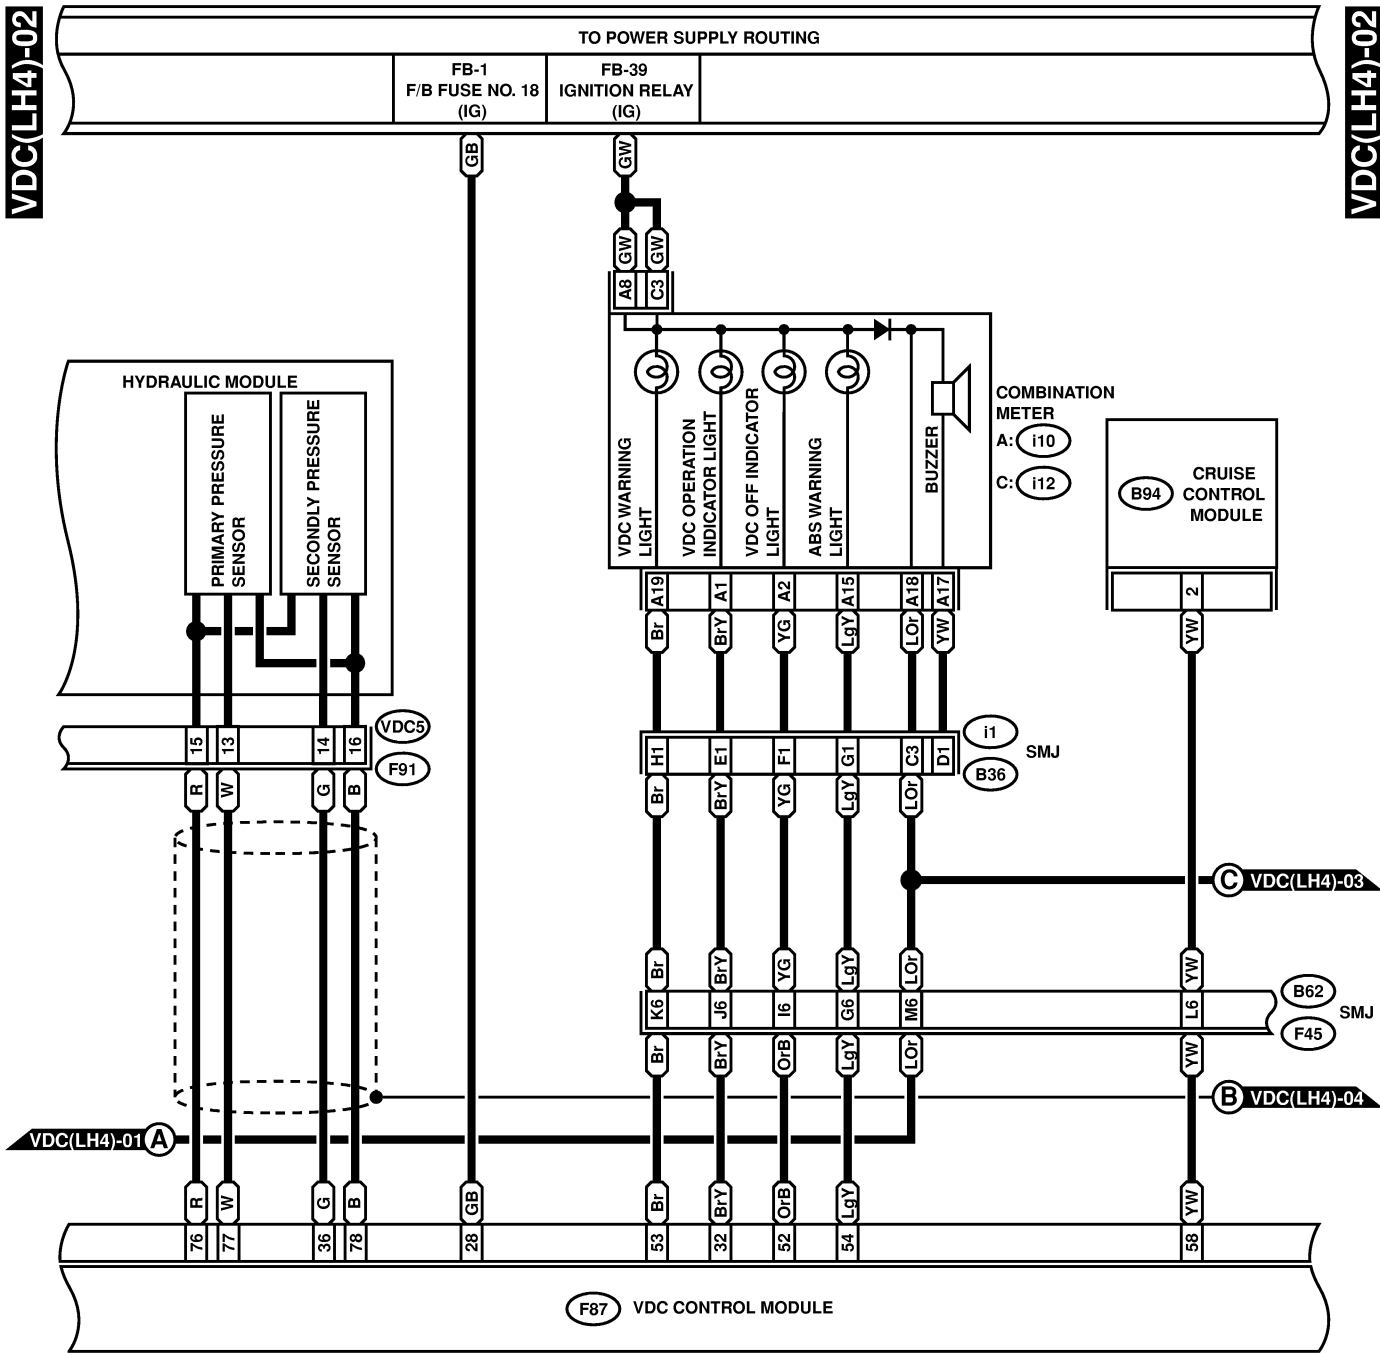 VDC(LH4)-02
VDC(LH4)-02
TO POWER SUPPLY ROUTING
FB-1
F/B FUSE NO. 18
(IG)
FB-39
IGNITION RELAY
(IG)
GB
GW
GW
GW
A8
C3
HYDRAULIC MODULE
PRIMARY PRESSURE
SENSOR
SECONDLY PRESSURE
SENSOR
VDC WARNING
LIGHT
VDC OPERATION
INDICATOR LIGHT
VDC OFF INDICATOR
LIGHT
ABS WARNING
LIGHT
BUZZER
COMBINATION
METER
A: i10
C: i12
B94
CRUISE
CONTROL
MODULE
A19
A1
A2
A15
A18
A17
2
Br
BrY
YG
LgY
LOr
YW
YW
15
13
14
16
VDC5
F91
H1
E1
F1
G1
C3
D1
i1
SMJ
B36
R
W
G
B
Br
BrY
YG
LgY
LOr
C
VDC(LH4)-03
Br
BrY
YG
LgY
LOr
YW
K6
J6
I6
G6
M6
L6
B62
SMJ
F45
Br
BrY
OrB
LgY
LOr
YW
B
VDC(LH4)-04
VDC(LH4)-01
A
R
W
G
B
GB
Br
BrY
OrB
LgY
YW
76
77
36
78
28
53
32
52
54
58
F87
VDC CONTROL MODULE